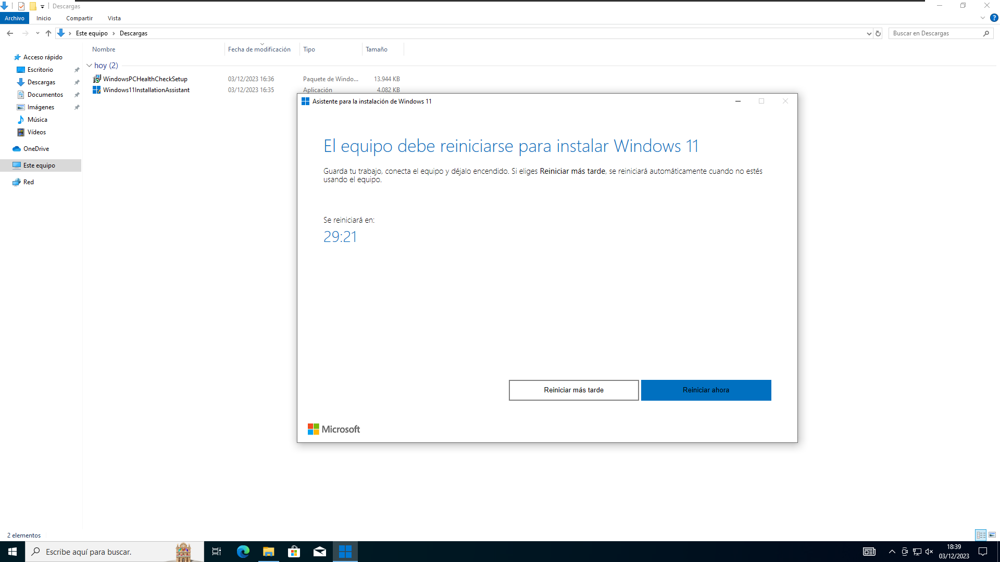 Descargas
Archivo Inicio Compartir Vista
Este equipo Descargas Buscar en Descargas
Nombre Fecha de modificación Tipo Tamaño
hoy (2)
WindowsPCHealthCheckSetup 03/12/2023 16:36 Paquete de Windo... 13.944 KB
Windows11InstallationAssistant 03/12/2023 16:35 Aplicación 4.082 KB
Acceso rápido
Escritorio
Descargas
Documentos
Imágenes
Música
Vídeos
OneDrive
Este equipo
Red
Asistente para la instalación de Windows 11
El equipo debe reiniciarse para instalar Windows 11
Guarda tu trabajo, conecta el equipo y déjalo encendido. Si eliges Reiniciar más tarde, se reiniciará automáticamente cuando no estés
usando el equipo.
Se reiniciará en:
29:21
Reiniciar más tarde Reiniciar ahora
Microsoft
2 elementos
Escribe aquí para buscar.
18:39
03/12/2023